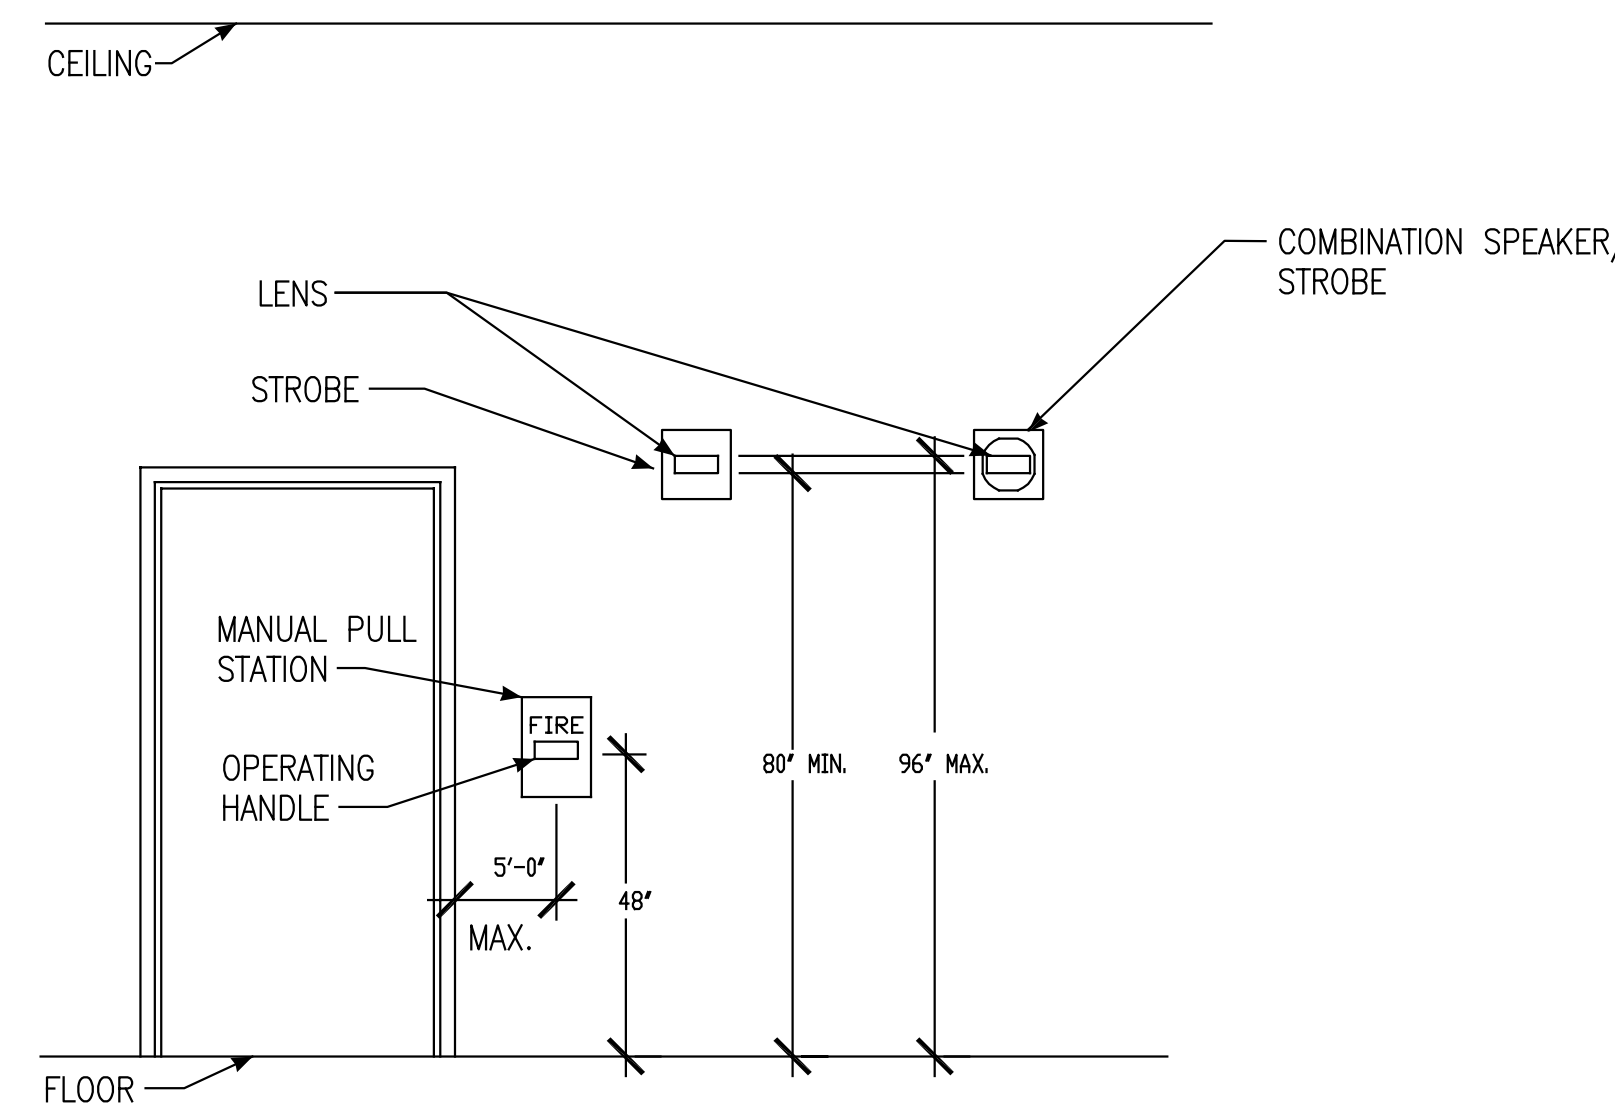 CEILING
COMBINATION SPEAKER/
STROBE
LENS
STROBE
MANUAL PULL
STATION
FIRE
OPERATING
HANDLE
80" MIN.
96" MAX.
5'-0"
MAX.
48"
FLOOR